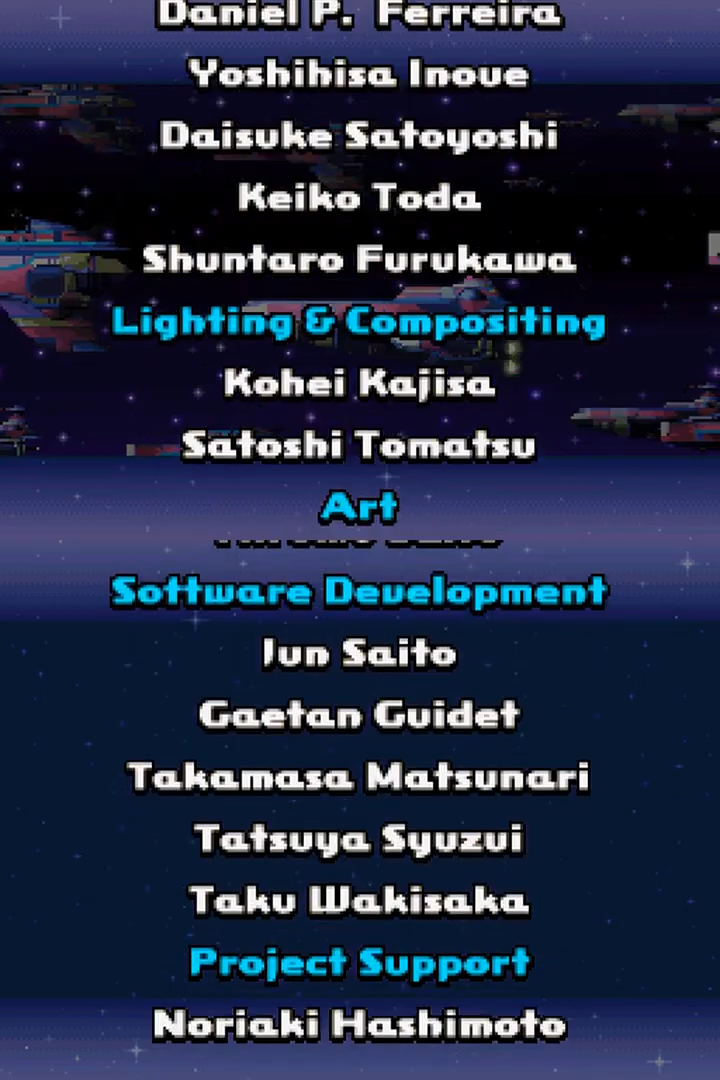 Daniel P. Ferreira
Yoshihisa Inoue
Daisuke Satoyoshi
Keiko Toda
Shuntaro Furukawa
Lighting & Compositing
Kohei Kajisa
Satoshi Tomatsu
Art
Software Development
Jun Saito
Gaetan Guidet
Takamasa Matsunari
Tatsuya Syuzui
Taku Wakisaka
Project Support
Noriaki Hashimoto